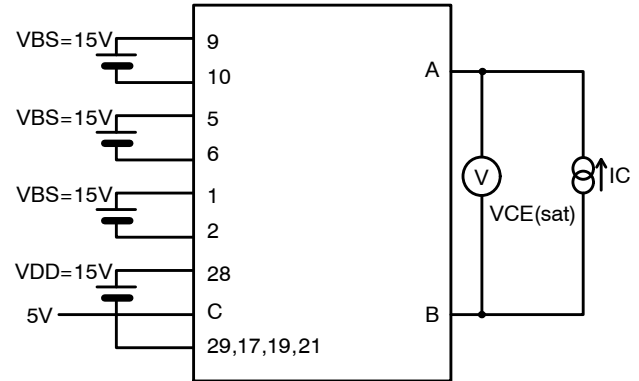 VBS=15V
9
10
A
VBS=15V
5
6
V
IC
VBS=15V
1
VCE(sat)
2
VDD=15V
28
5V
C
B
29,17,19,21